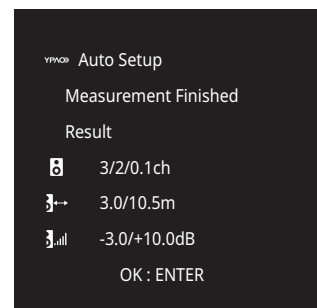 YPAO Auto Setup
Measurement Finished
Result
3/2/0.1ch
3.0/10.5m
-3.0/+10.0dB
OK : ENTER